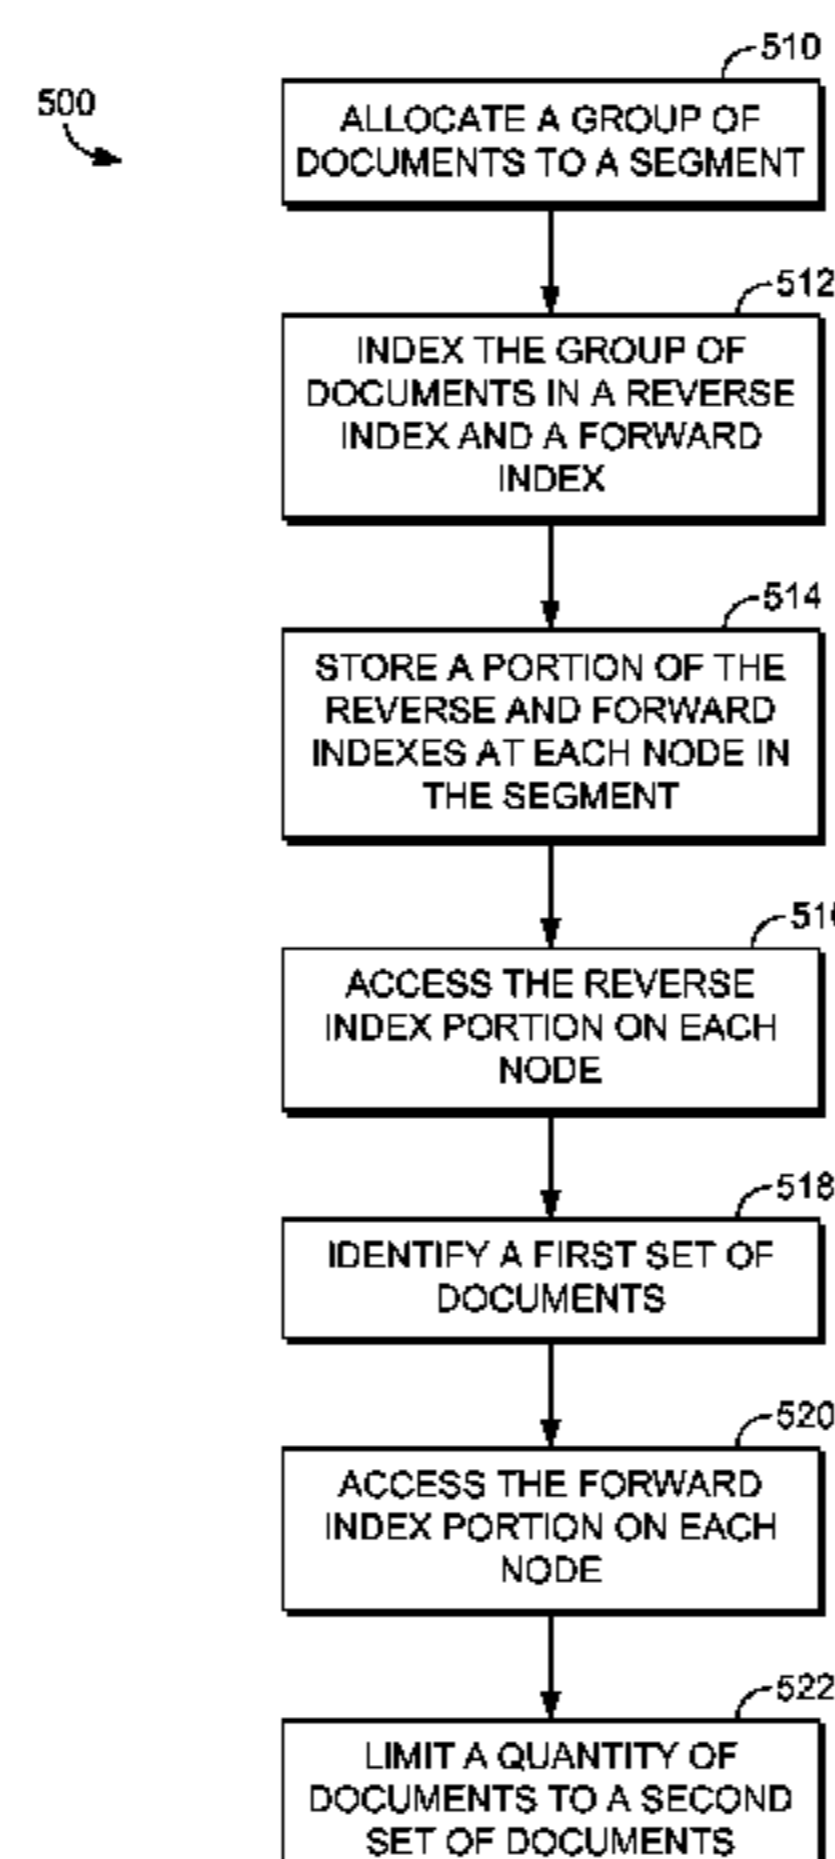 510
500
ALLOCATE A GROUP OF
DOCUMENTS TO A SEGMENT
512
INDEX THE GROUP OF
DOCUMENTS IN A REVERSE
INDEX AND A FORWARD
INDEX
514
STORE A PORTION OF THE
REVERSE AND FORWARD
INDEXES AT EACH NODE IN
THE SEGMENT
516
ACCESS THE REVERSE
INDEX PORTION ON EACH
NODE
518
IDENTIFY A FIRST SET OF
DOCUMENTS
520
ACCESS THE FORWARD
INDEX PORTION ON EACH
NODE
522
LIMIT A QUANTITY OF
DOCUMENTS TO A SECOND
SET OF DOCUMENTS